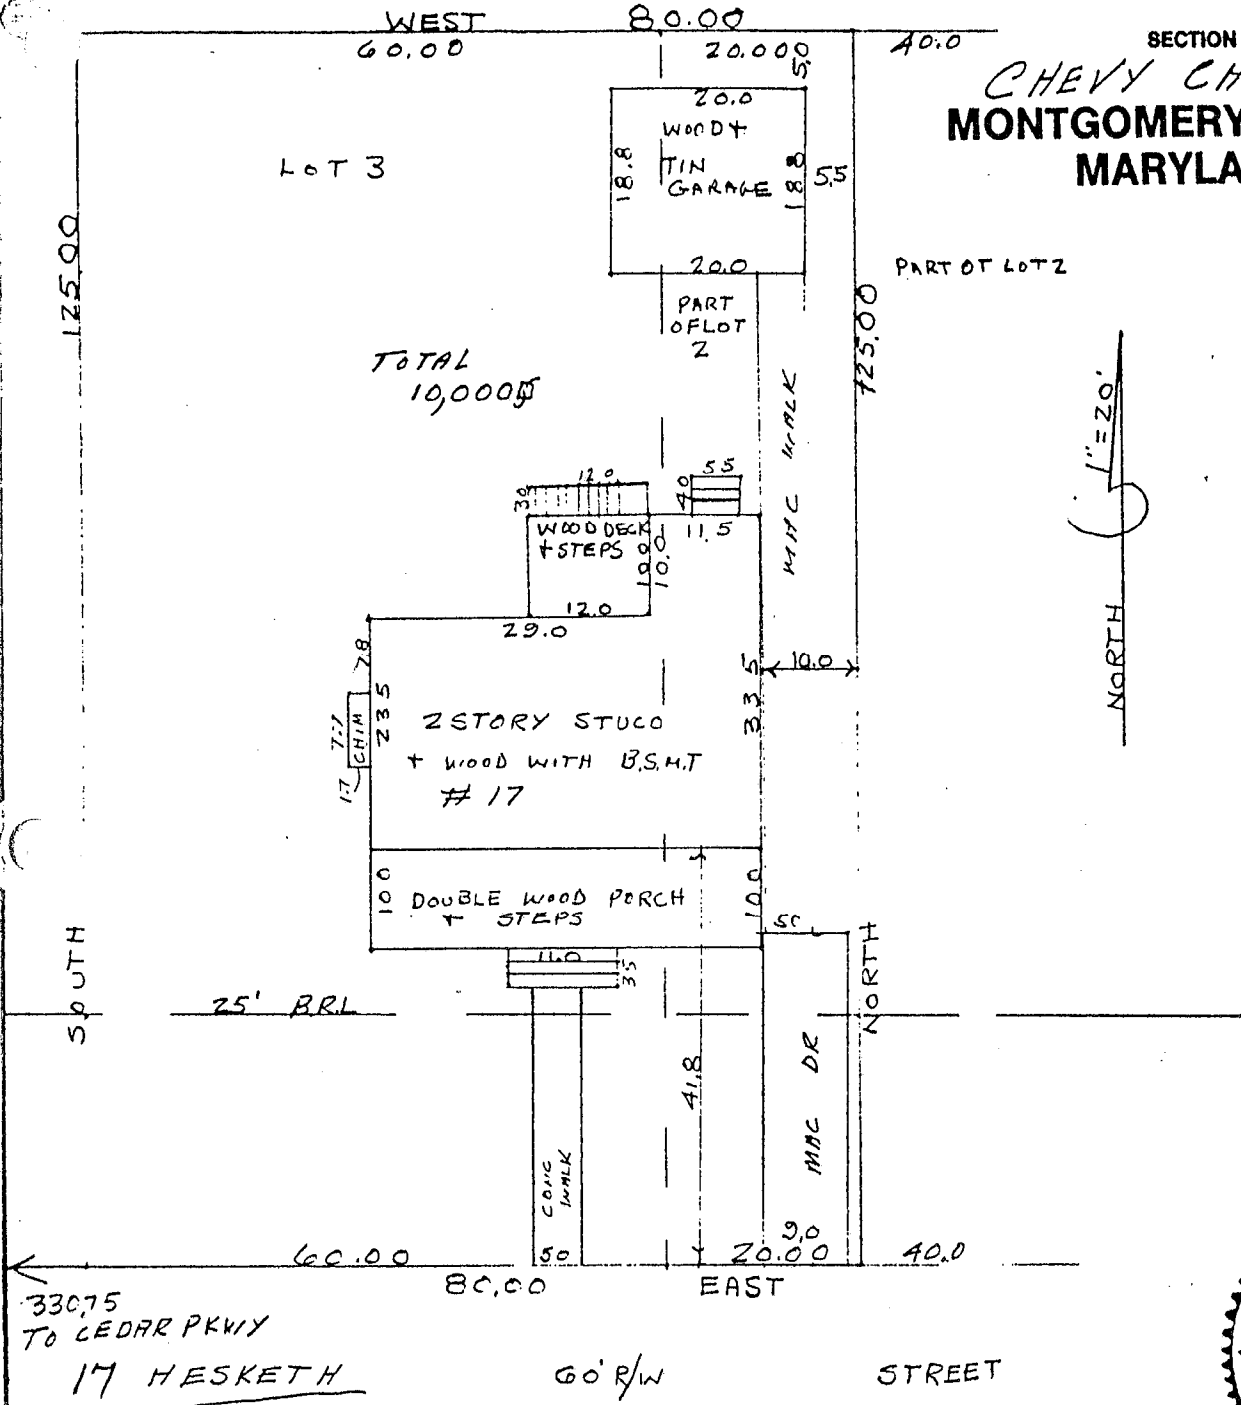 WEST 80.00
60.00 20.00 40.0
SECTION
CHEVY CH
MONTGOMERY
MARYLA
5.0
20.0
WOOD +
TIN
GARAGE
18.8
18.8
5.5
LOT 3
125.00
PART OF LOT 2
20.0
PART
OF LOT
2
125.00
TOTAL
10,000
MAC WALK
1"=20'
NORTH
12.0
3.0
5.5
4.0
WOOD DECK
+ STEPS
11.5
10.0
10.0
12.0
29.0
7.8
33.5
10.0
23.5
7.7
CHIM
1.7
2 STORY STUCO
+ WOOD WITH B.S.M.T
# 17
10.0
DOUBLE WOOD PORCH
+ STEPS
10.0
11.0
3.5
SOUTH
NORTH
25' B.R.L
41.8
MAC DR
CONC
WALK
9.0
60.00 5.0 20.00 40.0
80.00 EAST
330.75
TO CEDAR PKWY
17 HESKETH 60' R/W STREET